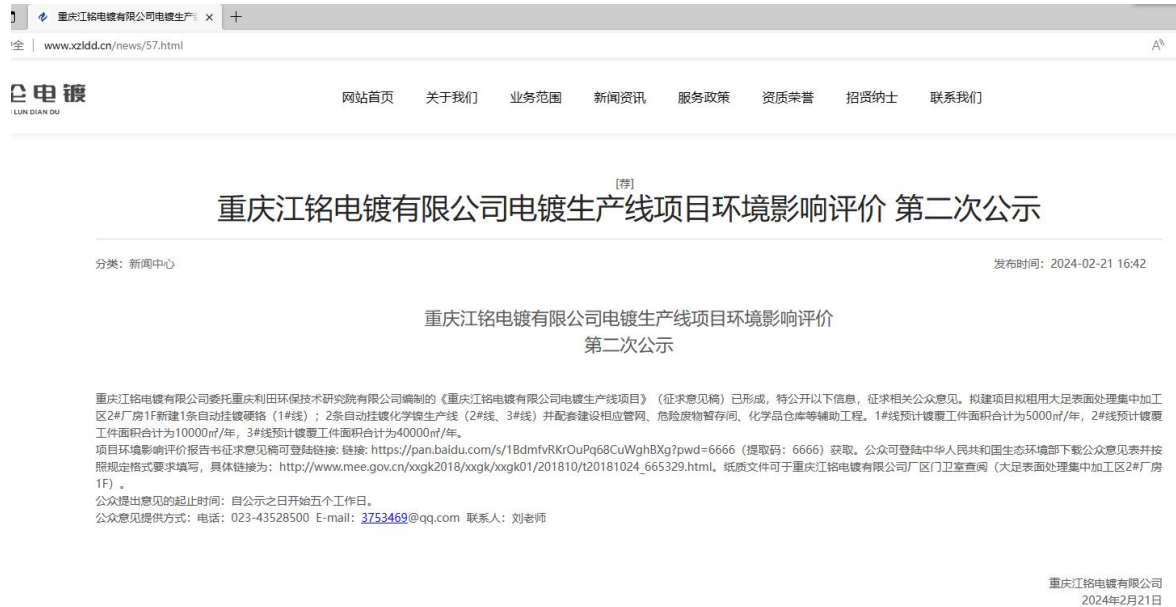 重庆江铭电镀有限公司电镀生产
全 | www.xzldd.cn/news/57.html
仑电镀
LUN DIAN DU
网站首页 关于我们 业务范围 新闻资讯 服务政策 资质荣誉 招贤纳士 联系我们
[荐]
重庆江铭电镀有限公司电镀生产线项目环境影响评价 第二次公示
分类：新闻中心 发布时间：2024-02-21 16:42
重庆江铭电镀有限公司电镀生产线项目环境影响评价
第二次公示
重庆江铭电镀有限公司委托重庆利田环保技术研究院有限公司编制的《重庆江铭电镀有限公司电镀生产线项目》（征求意见稿）已形成，特公开以下信息，征求相关公众意见。拟建项目拟租用大足表面处理集中加工
区2#厂房1F新建1条自动挂镀硬铬（1#线）；2条自动挂镀化学镍生产线（2#线、3#线）并配套建设相应管网、危险废物暂存间、化学品仓库等辅助工程。1#线预计镀覆工件面积合计为5000㎡/年，2#线预计镀覆
工件面积合计为10000㎡/年，3#线预计镀覆工件面积合计为40000㎡/年。
项目环境影响评价报告书征求意见稿可登陆链接: 链接: https://pan.baidu.com/s/1BdmfvRKrOuPq68CuWghBXg?pwd=6666（提取码：6666）获取。公众可登陆中华人民共和国生态环境部下载公众意见表并按
照规定格式要求填写，具体链接为：http://www.mee.gov.cn/xxgk2018/xxgk/xxgk01/201810/t20181024_665329.html。纸质文件可于重庆江铭电镀有限公司厂区门卫室查阅（大足表面处理集中加工区2#厂房
1F）。
公众提出意见的起止时间：自公示之日开始五个工作日。
公众意见提供方式：电话：023-43528500 E-mail：3753469@qq.com 联系人：刘老师
重庆江铭电镀有限公司
2024年2月21日